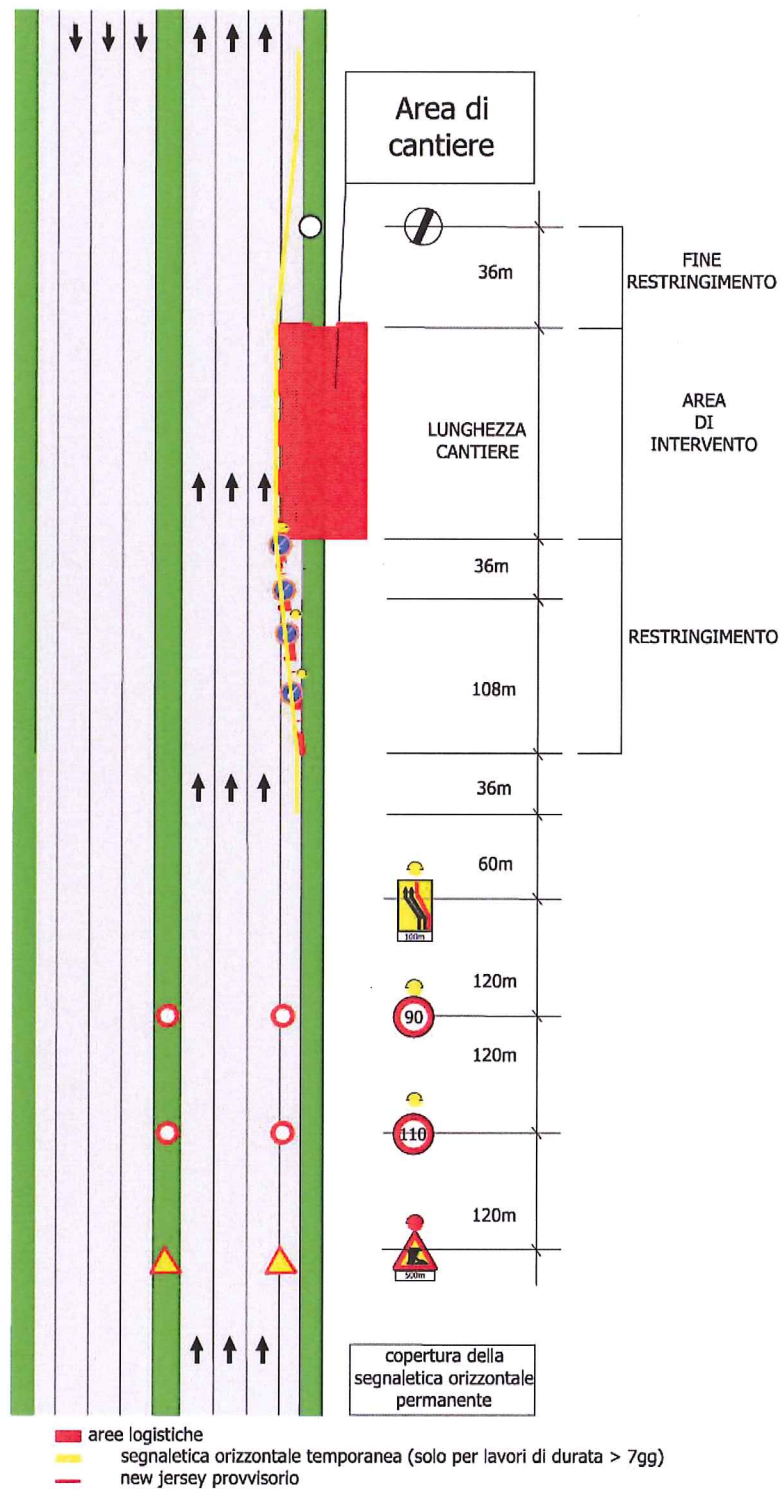 Area di
cantiere
36m
FINE
RESTRINGIMENTO
LUNGHEZZA
CANTIERE
AREA
DI
INTERVENTO
36m
RESTRINGIMENTO
108m
36m
60m
100m
120m
90
120m
110
120m
500m
copertura della
segnaletica orizzontale
permanente
aree logistiche
segnaletica orizzontale temporanea (solo per lavori di durata > 7gg)
new jersey provvisorio